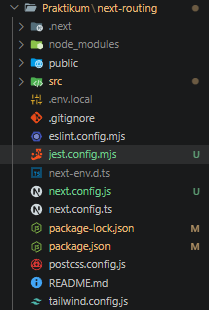 Praktikum\next-routing
.next
node_modules
public
src
.env.local
.gitignore
eslint.config.mjs
jest.config.mjs U
next-env.d.ts
next.config.js U
next.config.ts
package-lock.json M
package.json M
postcss.config.js
README.md
tailwind.config.js